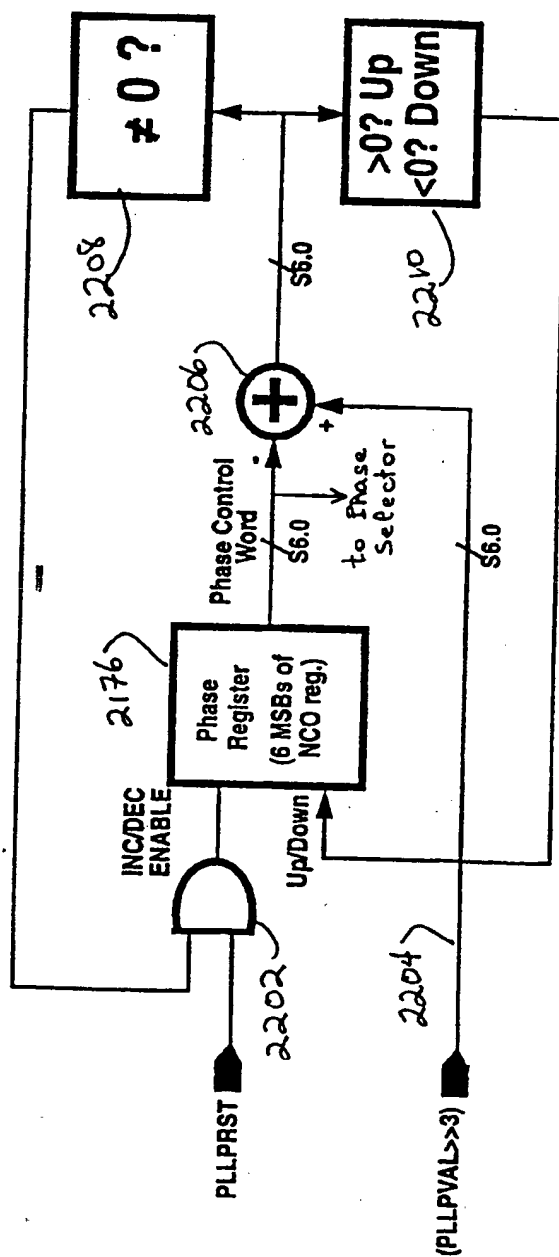 ≠ 0 ?
2208
>0? Up
<0? Down
2210
S6.0
2206
+
+
-
Phase Control
Word
S6.0
to Phase
Selector
2176
Phase
Register
(6 MSBs of
NCO reg.)
INC/DEC
ENABLE
Up/Down
2202
PLLPRST
2204
S6.0
(PLLPVAL>>3)